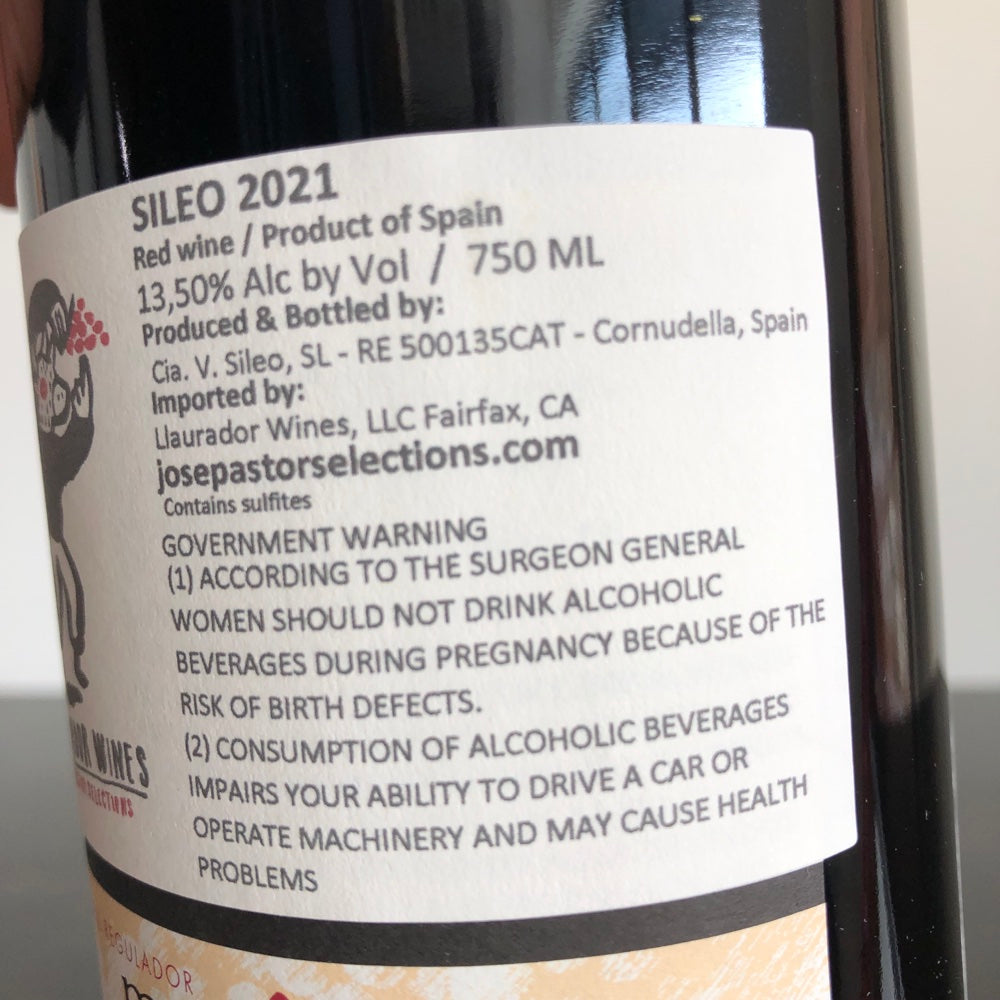 SILEO 2021
Red wine / Product of Spain
13,50% Alc by Vol / 750 ML
Produced & Bottled by:
Cia. V. Sileo, SL - RE 500135CAT - Cornudella, Spain
Imported by:
Llaurador Wines, LLC Fairfax, CA
josepastorselections.com
Contains sulfites
GOVERNMENT WARNING
(1) ACCORDING TO THE SURGEON GENERAL
WOMEN SHOULD NOT DRINK ALCOHOLIC
BEVERAGES DURING PREGNANCY BECAUSE OF THE
RISK OF BIRTH DEFECTS.
(2) CONSUMPTION OF ALCOHOLIC BEVERAGES
IMPAIRS YOUR ABILITY TO DRIVE A CAR OR
OPERATE MACHINERY AND MAY CAUSE HEALTH
PROBLEMS
WINES
SELECTIONS
REGULADOR